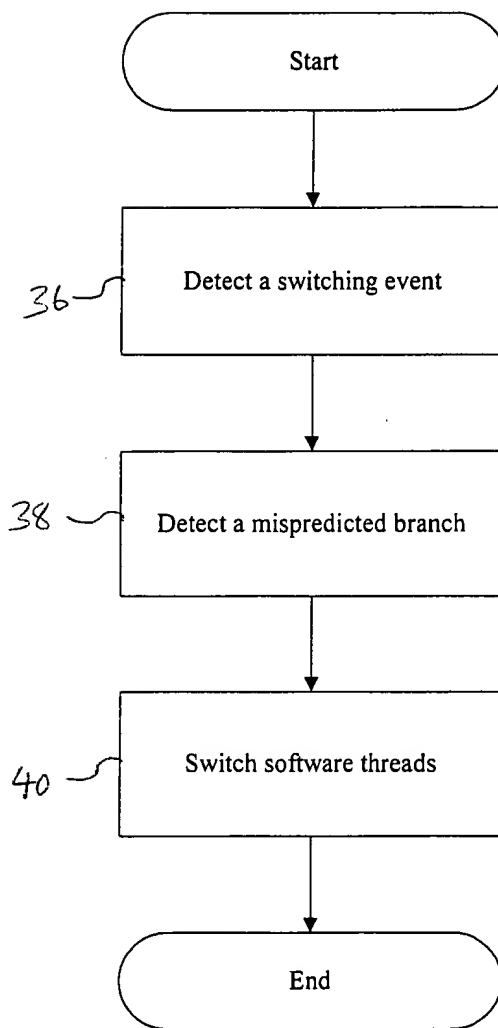 Start
Detect a switching event
36
Detect a mispredicted branch
38
Switch software threads
40
End